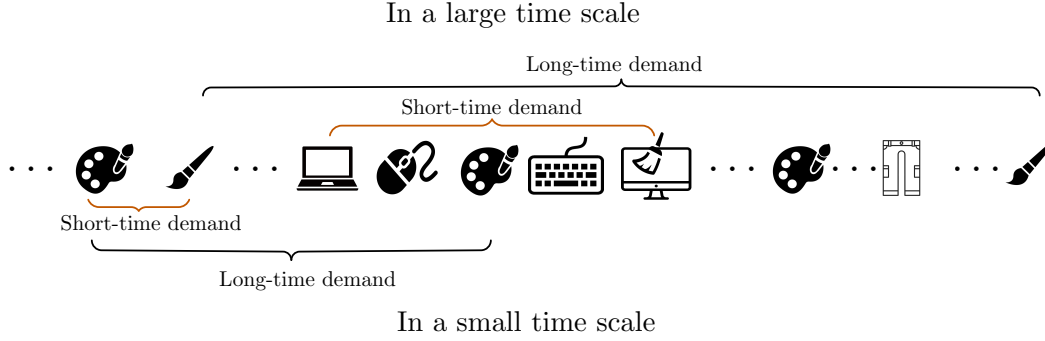 In a large time scale
Long-time demand
Short-time demand
Short-time demand
Long-time demand
In a small time scale